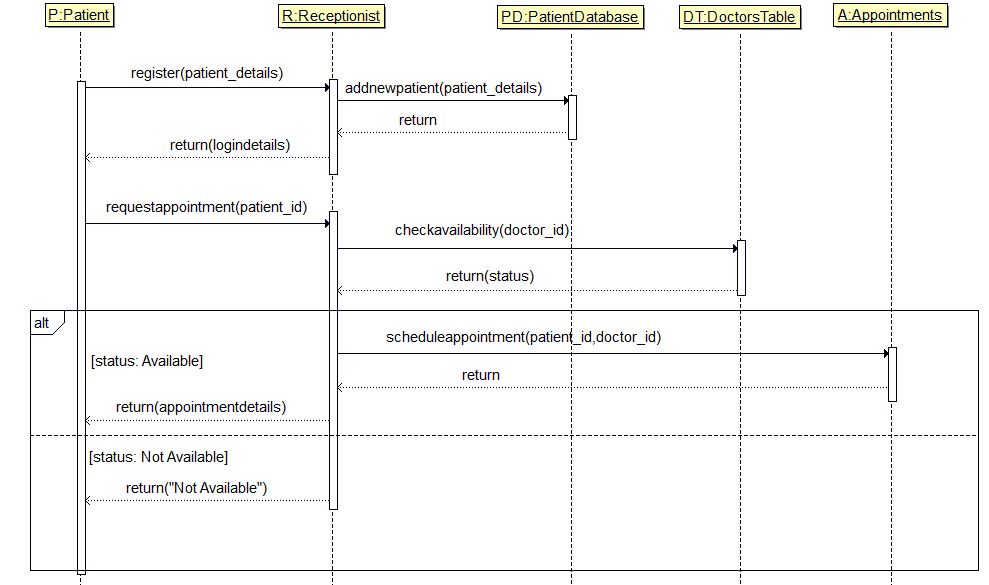 P:Patient
R:Receptionist
PD:PatientDatabase
DT:DoctorsTable
A:Appointments
register(patient_details)
addnewpatient(patient_details)
return
return(logindetails)
requestappointment(patient_id)
checkavailability(doctor_id)
return(status)
alt
scheduleappointment(patient_id,doctor_id)
[status: Available]
return
return(appointmentdetails)
[status: Not Available]
return("Not Available")